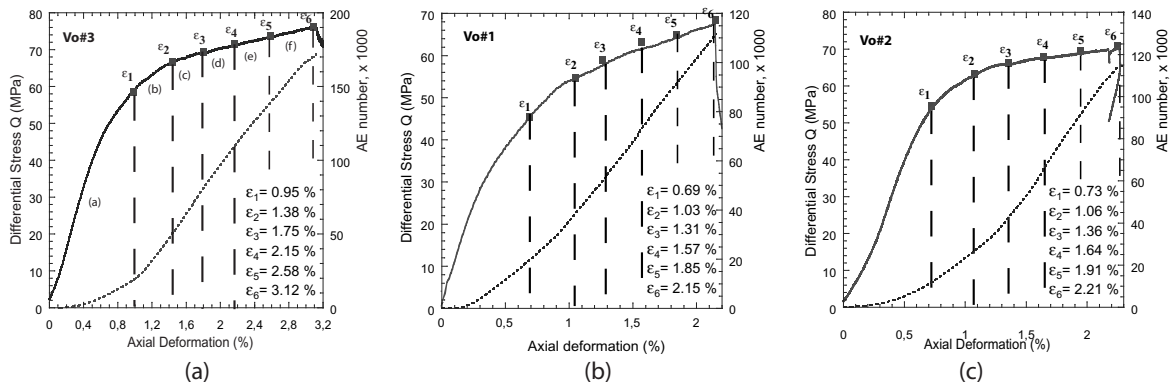 Vo#3
Differential Stress Q (MPa)
80
70
60
50
40
30
20
10
0
ε1
ε2
ε3
ε4
ε5
ε6
(a)
(b)
(c)
(d)
(e)
(f)
ε1= 0.95 %
ε2= 1.38 %
ε3= 1.75 %
ε4= 2.15 %
ε5= 2.58 %
ε6= 3.12 %
200
150
100
50
0
AE number, x 1000
0 0,4 0,8 1,2 1,6 2 2,4 2,8 3,2
Axial Deformation (%)
(a)
Vo#1
Differential Stress Q (MPa)
70
60
50
40
30
20
10
0
ε1
ε2
ε3
ε4
ε5
ε6
ε1= 0.69 %
ε2= 1.03 %
ε3= 1.31 %
ε4= 1.57 %
ε5= 1.85 %
ε6= 2.15 %
120
100
80
60
40
20
0
AE number, x 1000
0 0,5 1 1,5 2
Axial deformation (%)
(b)
Vo#2
Differential Stress Q (MPa)
80
70
60
50
40
30
20
10
0
ε1
ε2
ε3
ε4
ε5
ε6
ε1= 0.73 %
ε2= 1.06 %
ε3= 1.36 %
ε4= 1.64 %
ε5= 1.91 %
ε6= 2.21 %
140
120
100
80
60
40
20
0
AE number, x 1000
0 0,5 1 1,5 2
Axial Deformation (%)
(c)